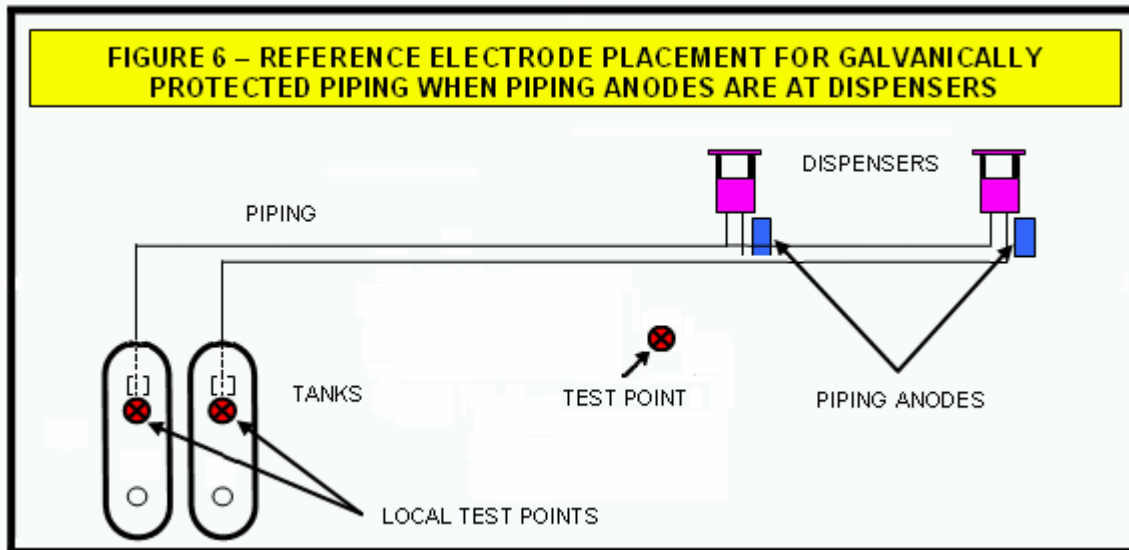 FIGURE 6 – REFERENCE ELECTRODE PLACEMENT FOR GALVANICALLY
PROTECTED PIPING WHEN PIPING ANODES ARE AT DISPENSERS
DISPENSERS
PIPING
TANKS
TEST POINT
PIPING ANODES
LOCAL TEST POINTS